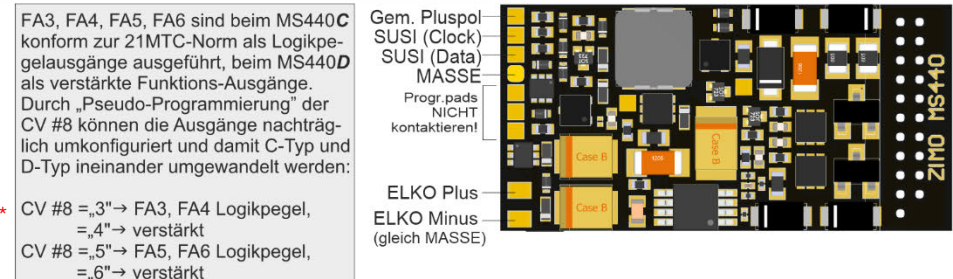 FA3, FA4, FA5, FA6 sind beim MS440C
konform zur 21MTC-Norm als Logikpe-
gelausgänge ausgeführt, beim MS440D
als verstärkte Funktions-Ausgänge.
Durch „Pseudo-Programmierung" der
CV #8 können die Ausgänge nachträg-
lich umkonfiguriert und damit C-Typ und
D-Typ ineinander umgewandelt werden:
* CV #8 =„3"→ FA3, FA4 Logikpegel,
=„4"→ verstärkt
CV #8 =„5"→ FA5, FA6 Logikpegel,
=„6"→ verstärkt
Gem. Pluspol
SUSI (Clock)
SUSI (Data)
MASSE
Progr.pads
NICHT
kontaktieren!
ELKO Plus
ELKO Minus
(gleich MASSE)
Case B
Case B
Case B
ZIMO MS440